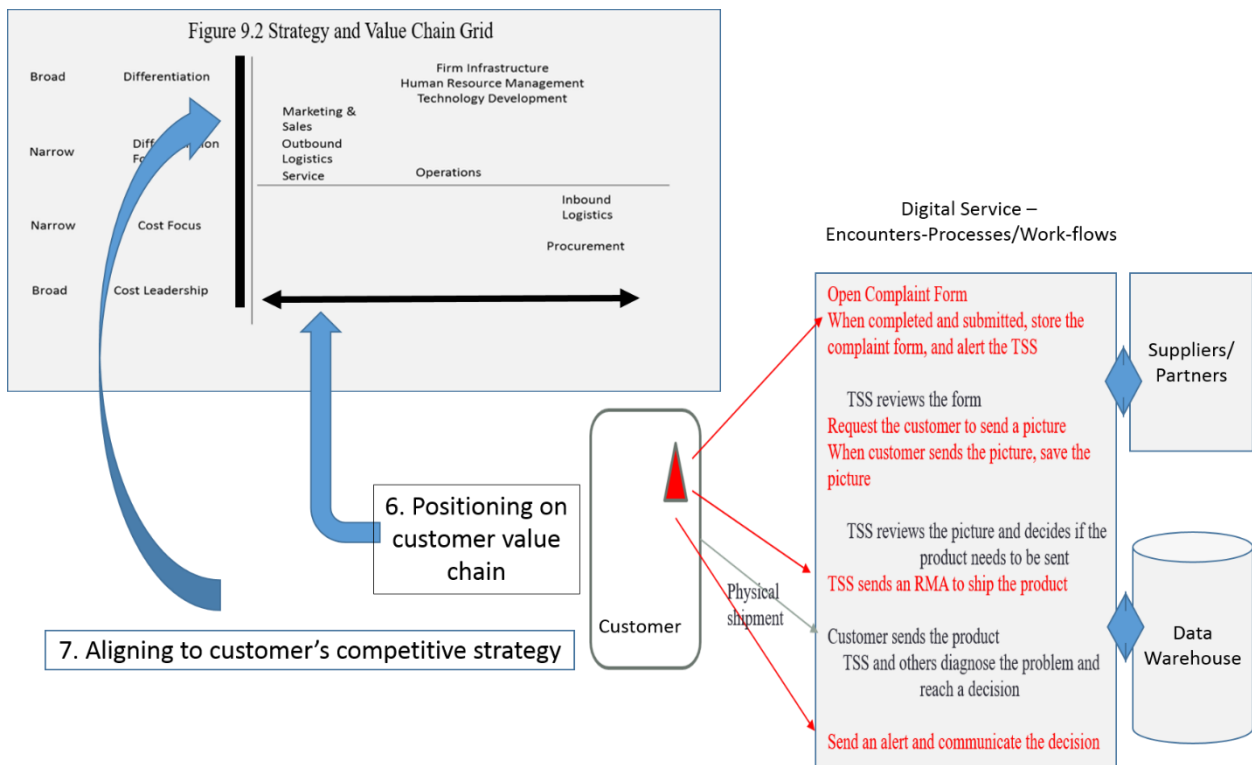 Figure 9.2 Strategy and Value Chain Grid
Broad Differentiation
Firm Infrastructure
Human Resource Management
Technology Development
Marketing &
Sales
Narrow
Outbound
Logistics
Service
Operations
Inbound
Logistics
Narrow Cost Focus
Procurement
Broad Cost Leadership
6. Positioning on
customer value
chain
7. Aligning to customer's competitive strategy
Customer
Physical
shipment
Digital Service –
Encounters-Processes/Work-flows
Open Complaint Form
When completed and submitted, store the
complaint form, and alert the TSS
TSS reviews the form
Request the customer to send a picture
When customer sends the picture, save the
picture
TSS reviews the picture and decides if the
product needs to be sent
TSS sends an RMA to ship the product
Customer sends the product
TSS and others diagnose the problem and
reach a decision
Send an alert and communicate the decision
Suppliers/
Partners
Data
Warehouse